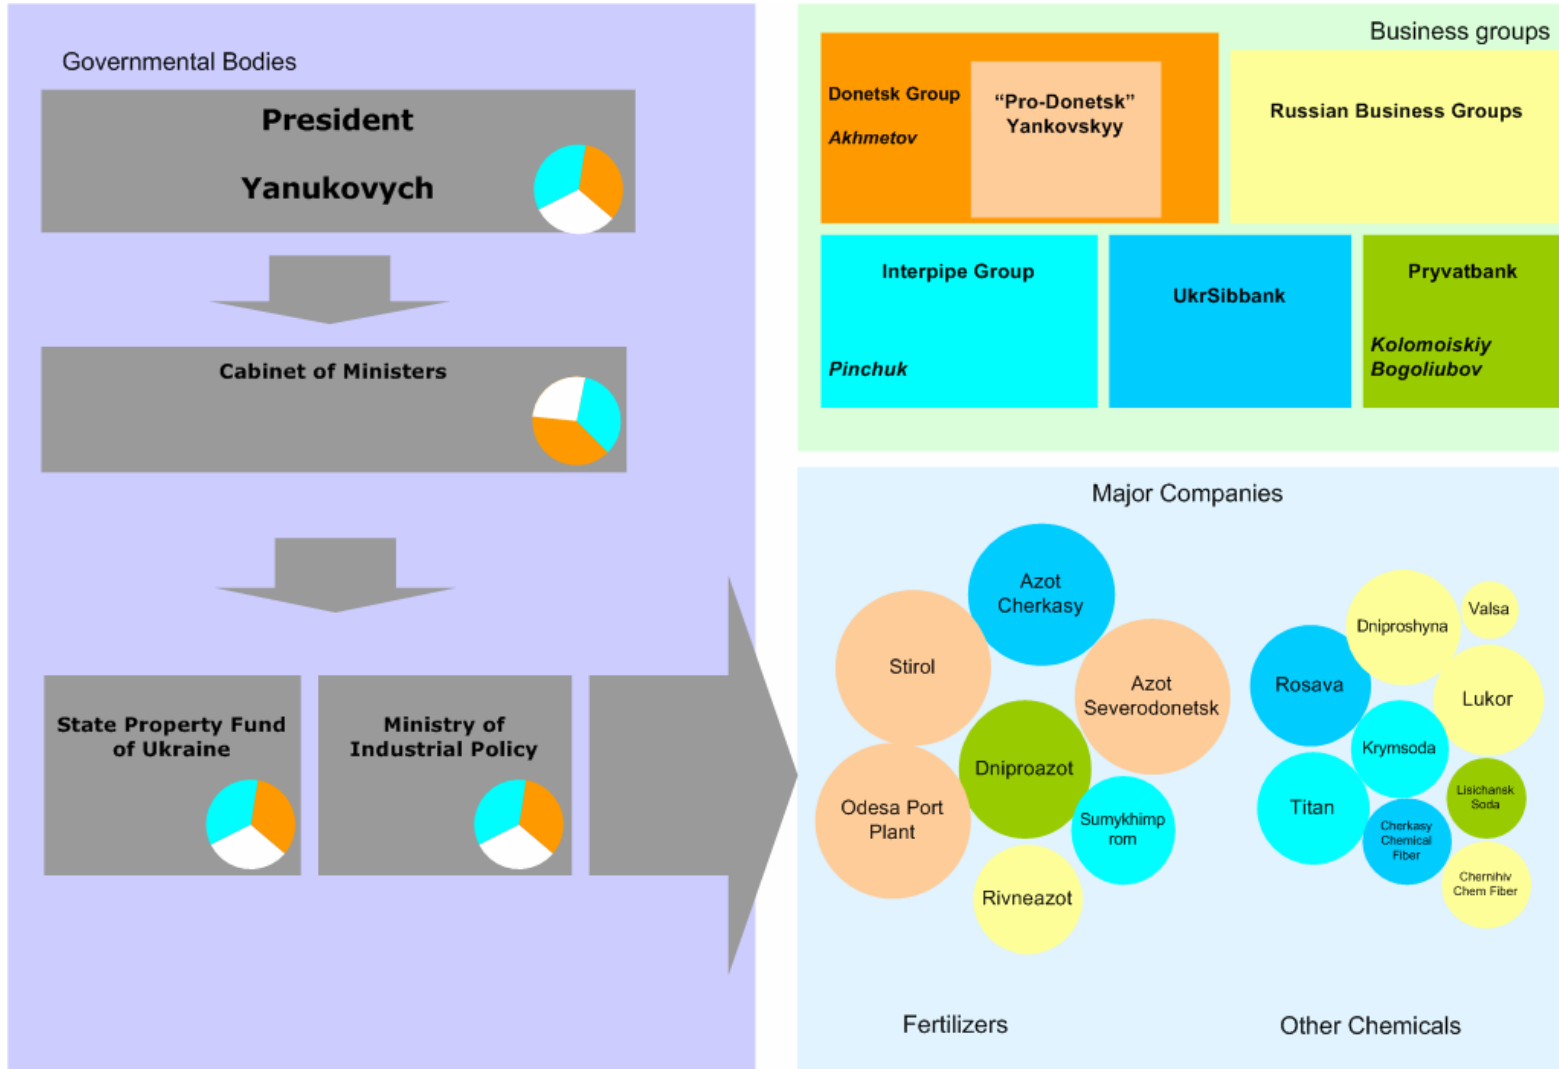 Governmental Bodies
President
Yanukovych
Cabinet of Ministers
State Property Fund
of Ukraine
Ministry of
Industrial Policy
Business groups
Donetsk Group
Akhmetov
“Pro-Donetsk”
Yankovskyy
Russian Business Groups
Interpipe Group
Pinchuk
UkrSibbank
Pryvatbank
Kolomoiskiy
Bogoliubov
Major Companies
Azot
Cherkasy
Stirol
Azot
Severodonetsk
Dniproazot
Odesa Port
Plant
Sumykhimp
rom
Rivneazot
Fertilizers
Valsa
Dniproshyna
Rosava
Lukor
Krymsoda
Titan
Lisichansk
Soda
Cherkasy
Chemical
Fiber
Chernihiv
Chem Fiber
Other Chemicals